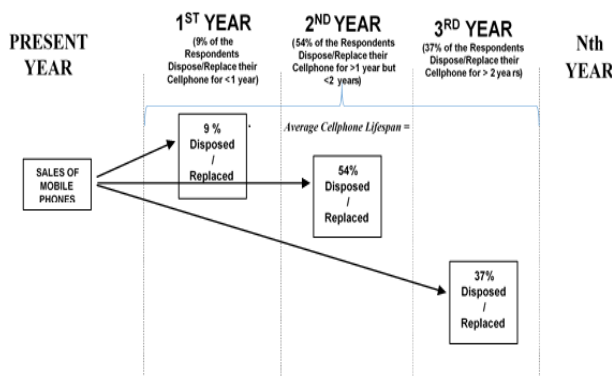 PRESENT
YEAR
1ST YEAR
(9% of the
Respondents
Dispose/Replace their
Cellphone for <1 year)
2ND YEAR
(54% of the Respondents
Dispose/Replace their
Cellphone for >1 year but
<2 years)
3RD YEAR
(37% of the Respondents
Dispose/Replace their
Cellphone for > 2 years)
Nth
YEAR
Average Cellphone Lifespan =
SALES OF
MOBILE
PHONES
9 %
Disposed
/
Replaced
54%
Disposed
/
Replaced
37%
Disposed
/
Replaced